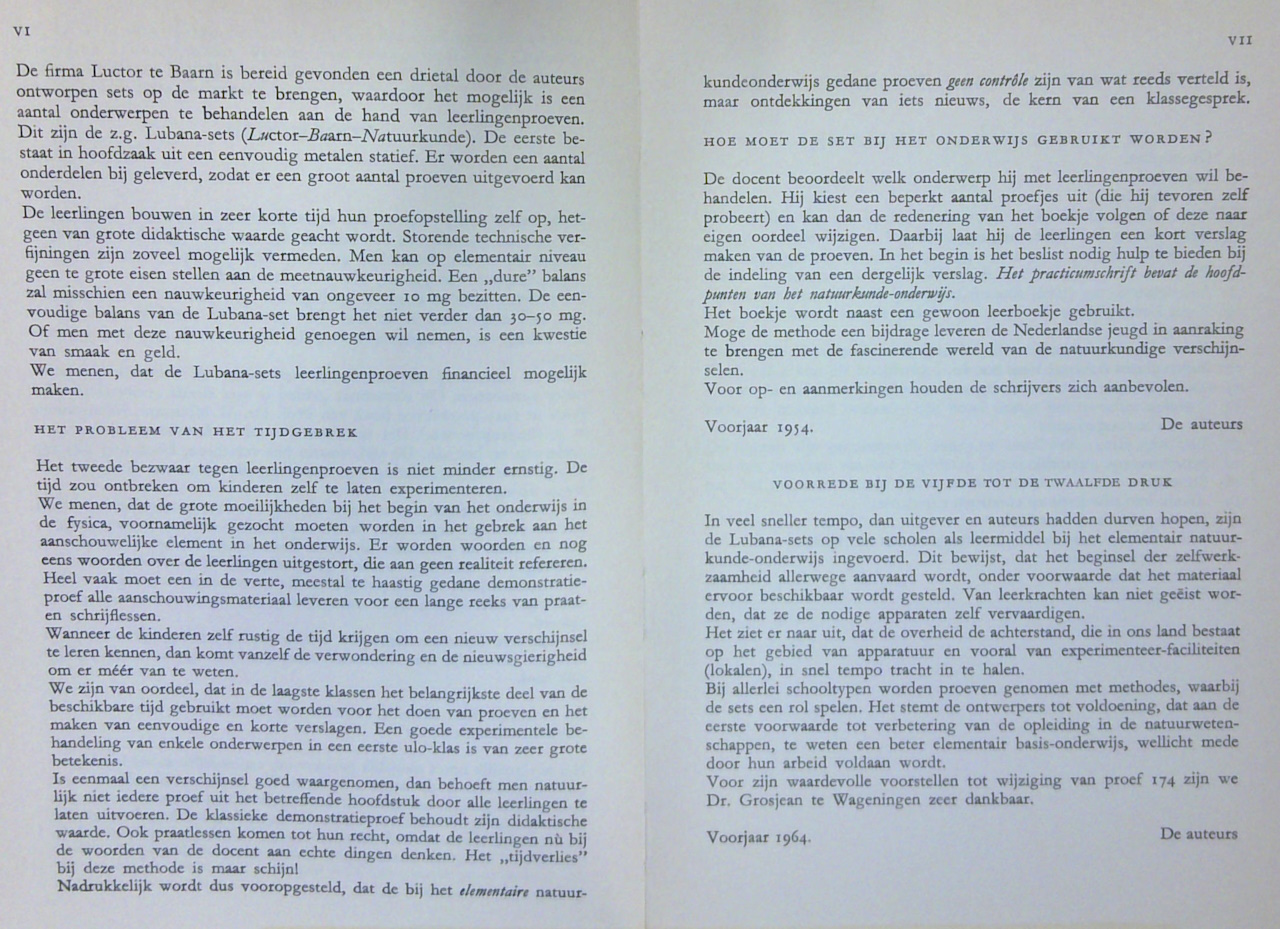 VI
De firma Luctor te Baarn is bereid gevonden een drietal door de auteurs
ontworpen sets op de markt te brengen, waardoor het mogelijk is een
aantal onderwerpen te behandelen aan de hand van leerlingenproeven.
Dit zijn de z.g. Lubana-sets (Luctor–Baarn–Natuurkunde). De eerste be-
staat in hoofdzaak uit een eenvoudig metalen statief. Er worden een aantal
onderdelen bij geleverd, zodat er een groot aantal proeven uitgevoerd kan
worden.
De leerlingen bouwen in zeer korte tijd hun proefopstelling zelf op, het-
geen van grote didaktische waarde geacht wordt. Storende technische ver-
fijningen zijn zoveel mogelijk vermeden. Men kan op elementair niveau
geen te grote eisen stellen aan de meetnauwkeurigheid. Een „dure” balans
zal misschien een nauwkeurigheid van ongeveer 10 mg bezitten. De een-
voudige balans van de Lubana-set brengt het niet verder dan 30–50 mg.
Of men met deze nauwkeurigheid genoegen wil nemen, is een kwestie
van smaak en geld.
We menen, dat de Lubana-sets leerlingenproeven financieel mogelijk
maken.
HET PROBLEEM VAN HET TIJDGEBREK
Het tweede bezwaar tegen leerlingenproeven is niet minder ernstig. De
tijd zou ontbreken om kinderen zelf te laten experimenteren.
We menen, dat de grote moeilijkheden bij het begin van het onderwijs in
de fysica, voornamelijk gezocht moeten worden in het gebrek aan het
aanschouwelijke element in het onderwijs. Er worden woorden en nog
eens woorden over de leerlingen uitgestort, die aan geen realiteit refereren.
Heel vaak moet een in de verte, meestal te haastig gedane demonstratie-
proef alle aanschouwingsmateriaal leveren voor een lange reeks van praat-
en schrijflessen.
Wanneer de kinderen zelf rustig de tijd krijgen om een nieuw verschijnsel
te leren kennen, dan komt vanzelf de verwondering en de nieuwsgierigheid
om er méér van te weten.
We zijn van oordeel, dat in de laagste klassen het belangrijkste deel van de
beschikbare tijd gebruikt moet worden voor het doen van proeven en het
maken van eenvoudige en korte verslagen. Een goede experimentele be-
handeling van enkele onderwerpen in een eerste ulo-klas is van zeer grote
betekenis.
Is eenmaal een verschijnsel goed waargenomen, dan behoeft men natuur-
lijk niet iedere proef uit het betreffende hoofdstuk door alle leerlingen te
laten uitvoeren. De klassieke demonstratieproef behoudt zijn didaktische
waarde. Ook praatlessen komen tot hun recht, omdat de leerlingen nù bij
de woorden van de docent aan echte dingen denken. Het „tijdverlies”
bij deze methode is maar schijn!
Nadrukkelijk wordt dus vooropgesteld, dat de bij het elementaire natuur-
VII
kundeonderwijs gedane proeven geen contrôle zijn van wat reeds verteld is,
maar ontdekkingen van iets nieuws, de kern van een klassegesprek.
HOE MOET DE SET BIJ HET ONDERWIJS GEBRUIKT WORDEN?
De docent beoordeelt welk onderwerp hij met leerlingenproeven wil be-
handelen. Hij kiest een beperkt aantal proefjes uit (die hij tevoren zelf
probeert) en kan dan de redenering van het boekje volgen of deze naar
eigen oordeel wijzigen. Daarbij laat hij de leerlingen een kort verslag
maken van de proeven. In het begin is het beslist nodig hulp te bieden bij
de indeling van een dergelijk verslag. Het practicumschrift bevat de hoofd-
punten van het natuurkunde-onderwijs.
Het boekje wordt naast een gewoon leerboekje gebruikt.
Moge de methode een bijdrage leveren de Nederlandse jeugd in aanraking
te brengen met de fascinerende wereld van de natuurkundige verschijn-
selen.
Voor op- en aanmerkingen houden de schrijvers zich aanbevolen.
Voorjaar 1954. De auteurs
VOORREDE BIJ DE VIJFDE TOT DE TWAALFDE DRUK
In veel sneller tempo, dan uitgever en auteurs hadden durven hopen, zijn
de Lubana-sets op vele scholen als leermiddel bij het elementair natuur-
kunde-onderwijs ingevoerd. Dit bewijst, dat het beginsel der zelfwerk-
zaamheid allerwege aanvaard wordt, onder voorwaarde dat het materiaal
ervoor beschikbaar wordt gesteld. Van leerkrachten kan niet geëist wor-
den, dat ze de nodige apparaten zelf vervaardigen.
Het ziet er naar uit, dat de overheid de achterstand, die in ons land bestaat
op het gebied van apparatuur en vooral van experimenteer-faciliteiten
(lokalen), in snel tempo tracht in te halen.
Bij allerlei schooltypen worden proeven genomen met methodes, waarbij
de sets een rol spelen. Het stemt de ontwerpers tot voldoening, dat aan de
eerste voorwaarde tot verbetering van de opleiding in de natuurweten-
schappen, te weten een beter elementair basis-onderwijs, wellicht mede
door hun arbeid voldaan wordt.
Voor zijn waardevolle voorstellen tot wijziging van proef 174 zijn we
Dr. Grosjean te Wageningen zeer dankbaar.
Voorjaar 1964. De auteurs